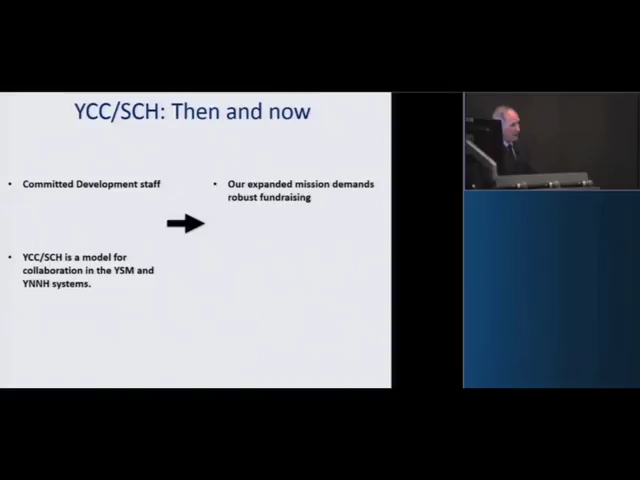 YCC/SCH: Then and now
• Committed Development staff
• Our expanded mission demands
robust fundraising
• YCC/SCH is a model for
collaboration in the YSM and
YNNH systems.